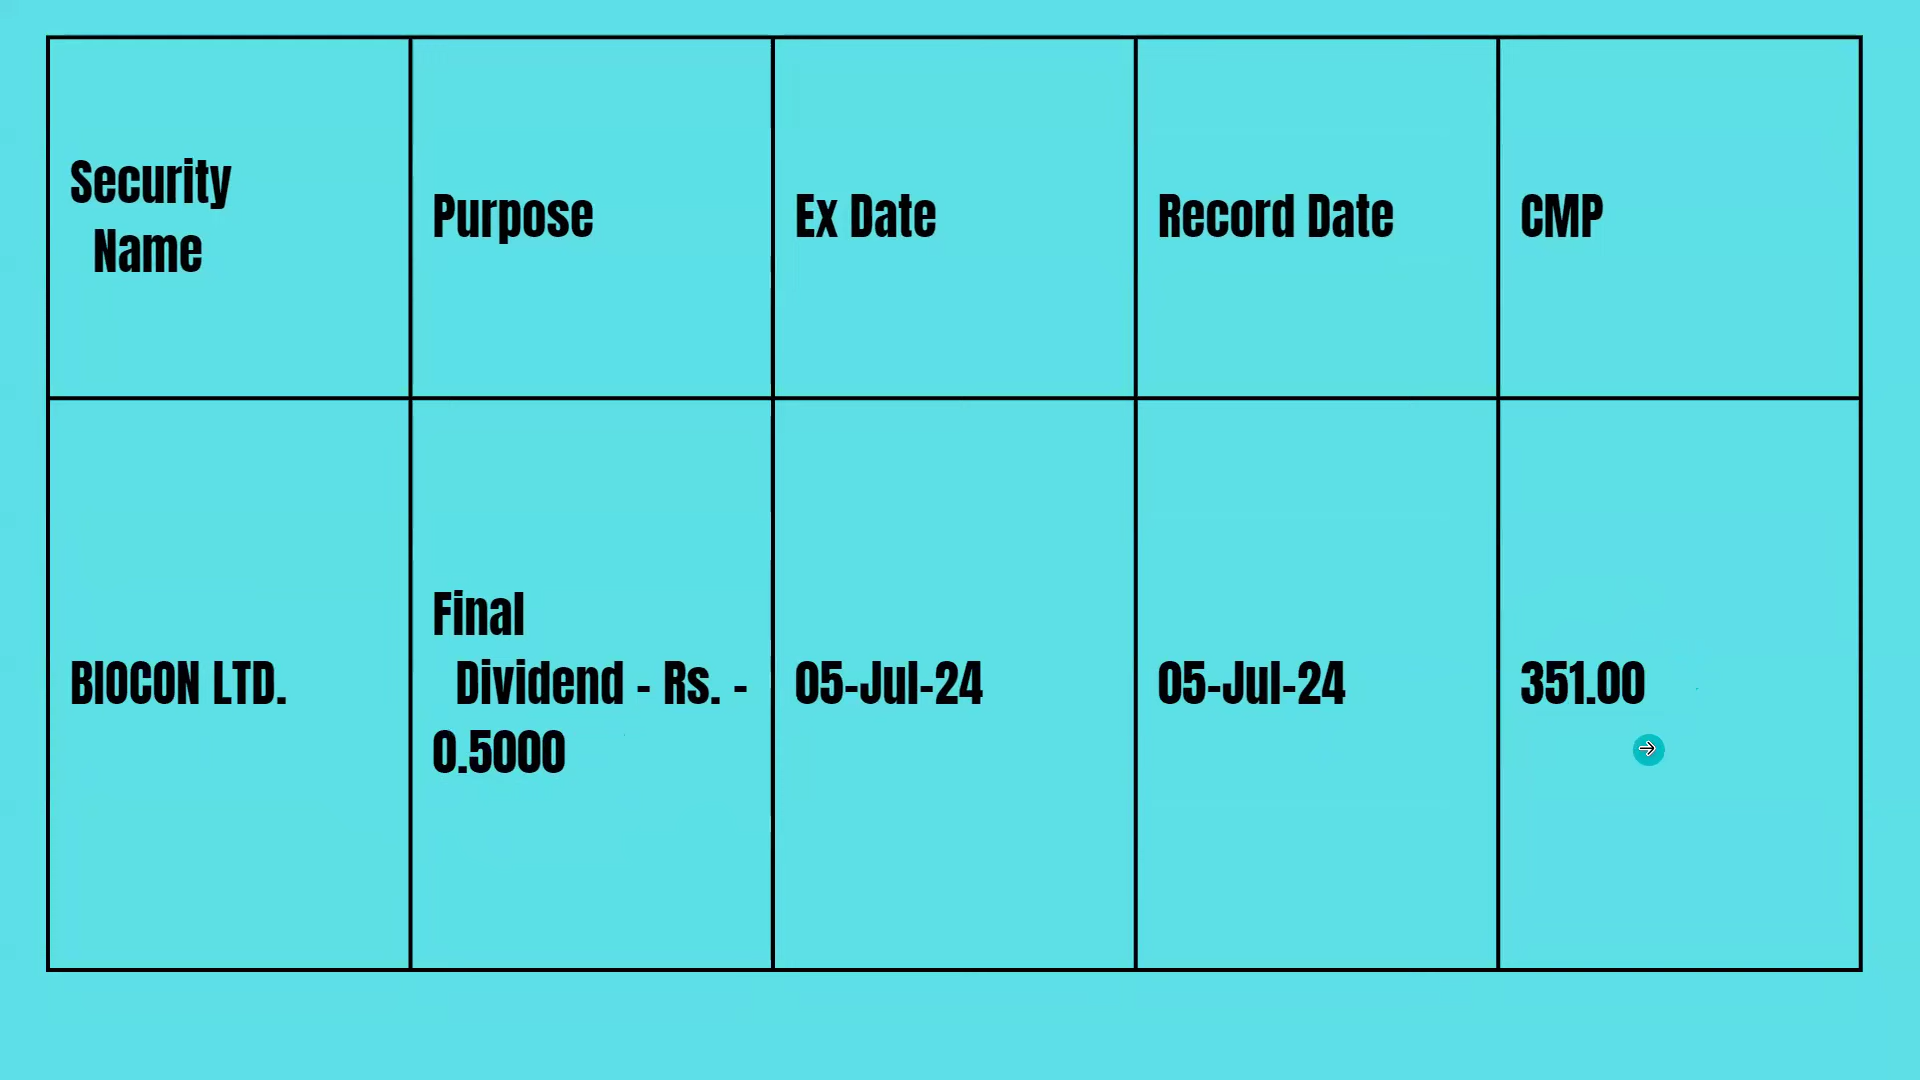 Security
Name
Purpose
Ex Date
Record Date
CMP
BIOCON LTD.
Final
Dividend - Rs. -
0.5000
05-Jul-24
05-Jul-24
351.00